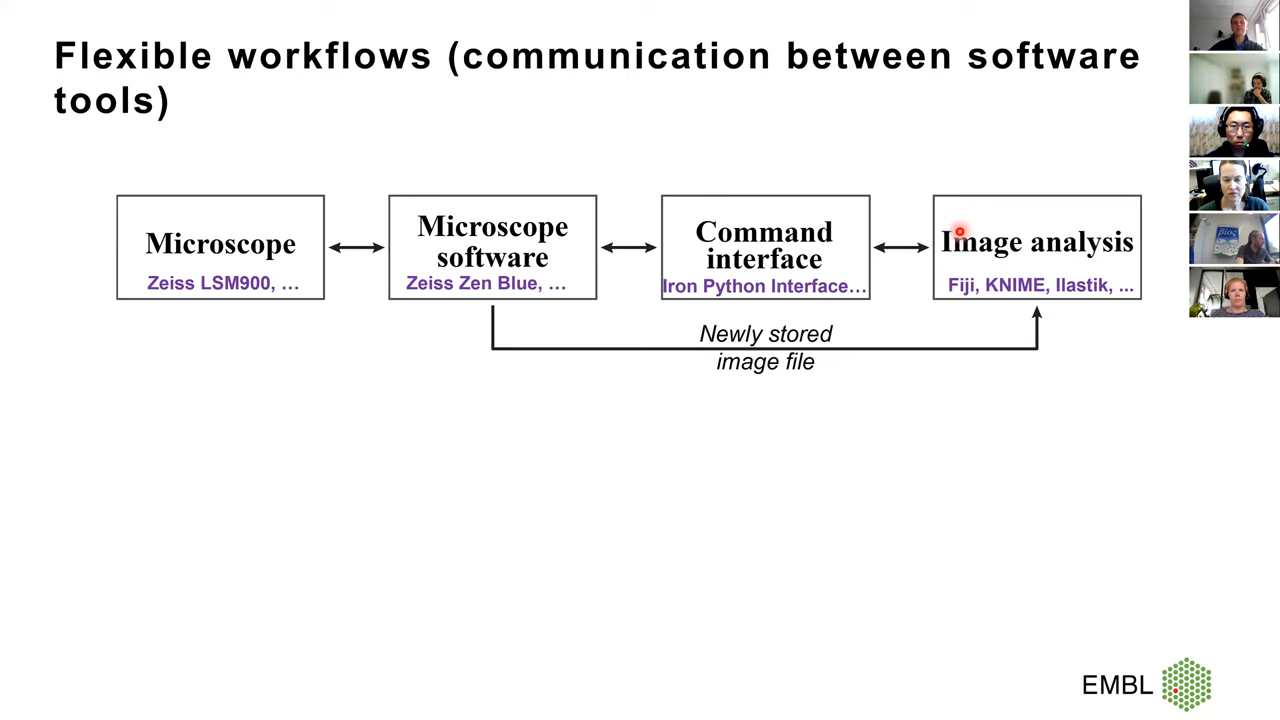 Flexible workflows (communication between software
tools)
Microscope
Zeiss LSM900, …
Microscope
software
Zeiss Zen Blue, …
Command
interface
Iron Python Interface…
Image analysis
Fiji, KNIME, Ilastik, ...
Newly stored
image file
βίος
EMBL